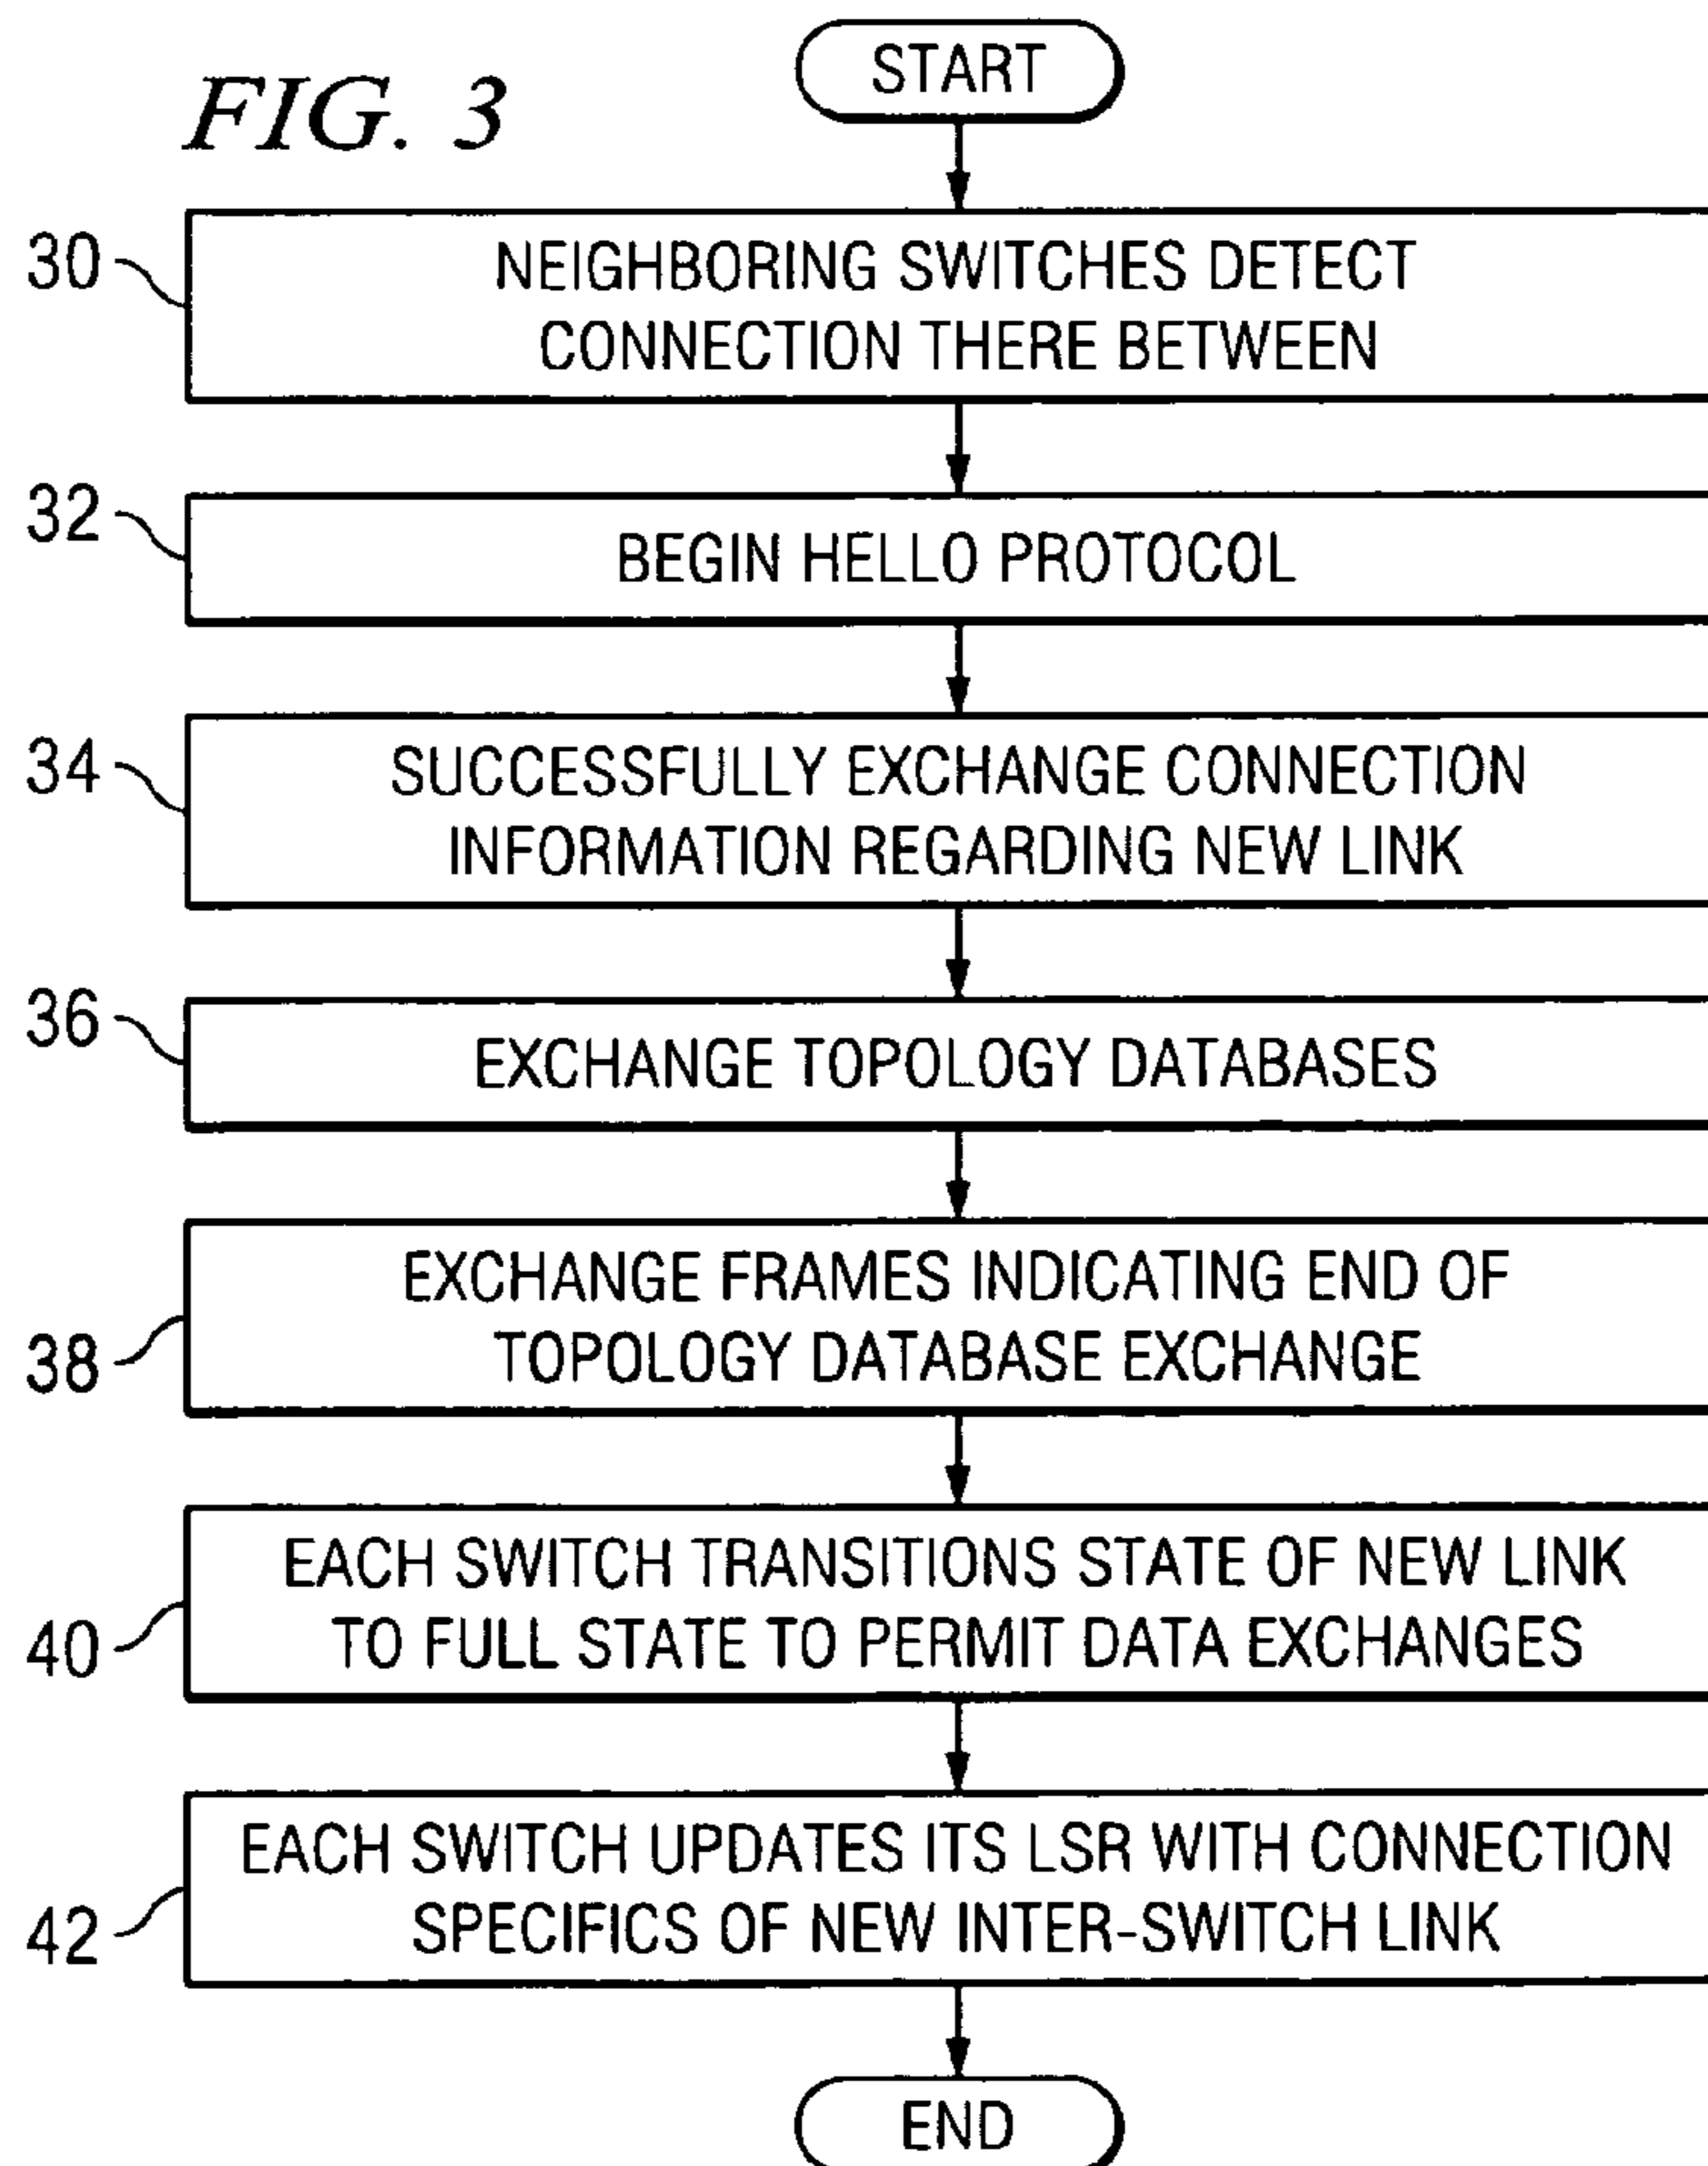 FIG. 3
START
30
NEIGHBORING SWITCHES DETECT
CONNECTION THERE BETWEEN
32
BEGIN HELLO PROTOCOL
34
SUCCESSFULLY EXCHANGE CONNECTION
INFORMATION REGARDING NEW LINK
36
EXCHANGE TOPOLOGY DATABASES
38
EXCHANGE FRAMES INDICATING END OF
TOPOLOGY DATABASE EXCHANGE
40
EACH SWITCH TRANSITIONS STATE OF NEW LINK
TO FULL STATE TO PERMIT DATA EXCHANGES
42
EACH SWITCH UPDATES ITS LSR WITH CONNECTION
SPECIFICS OF NEW INTER-SWITCH LINK
END